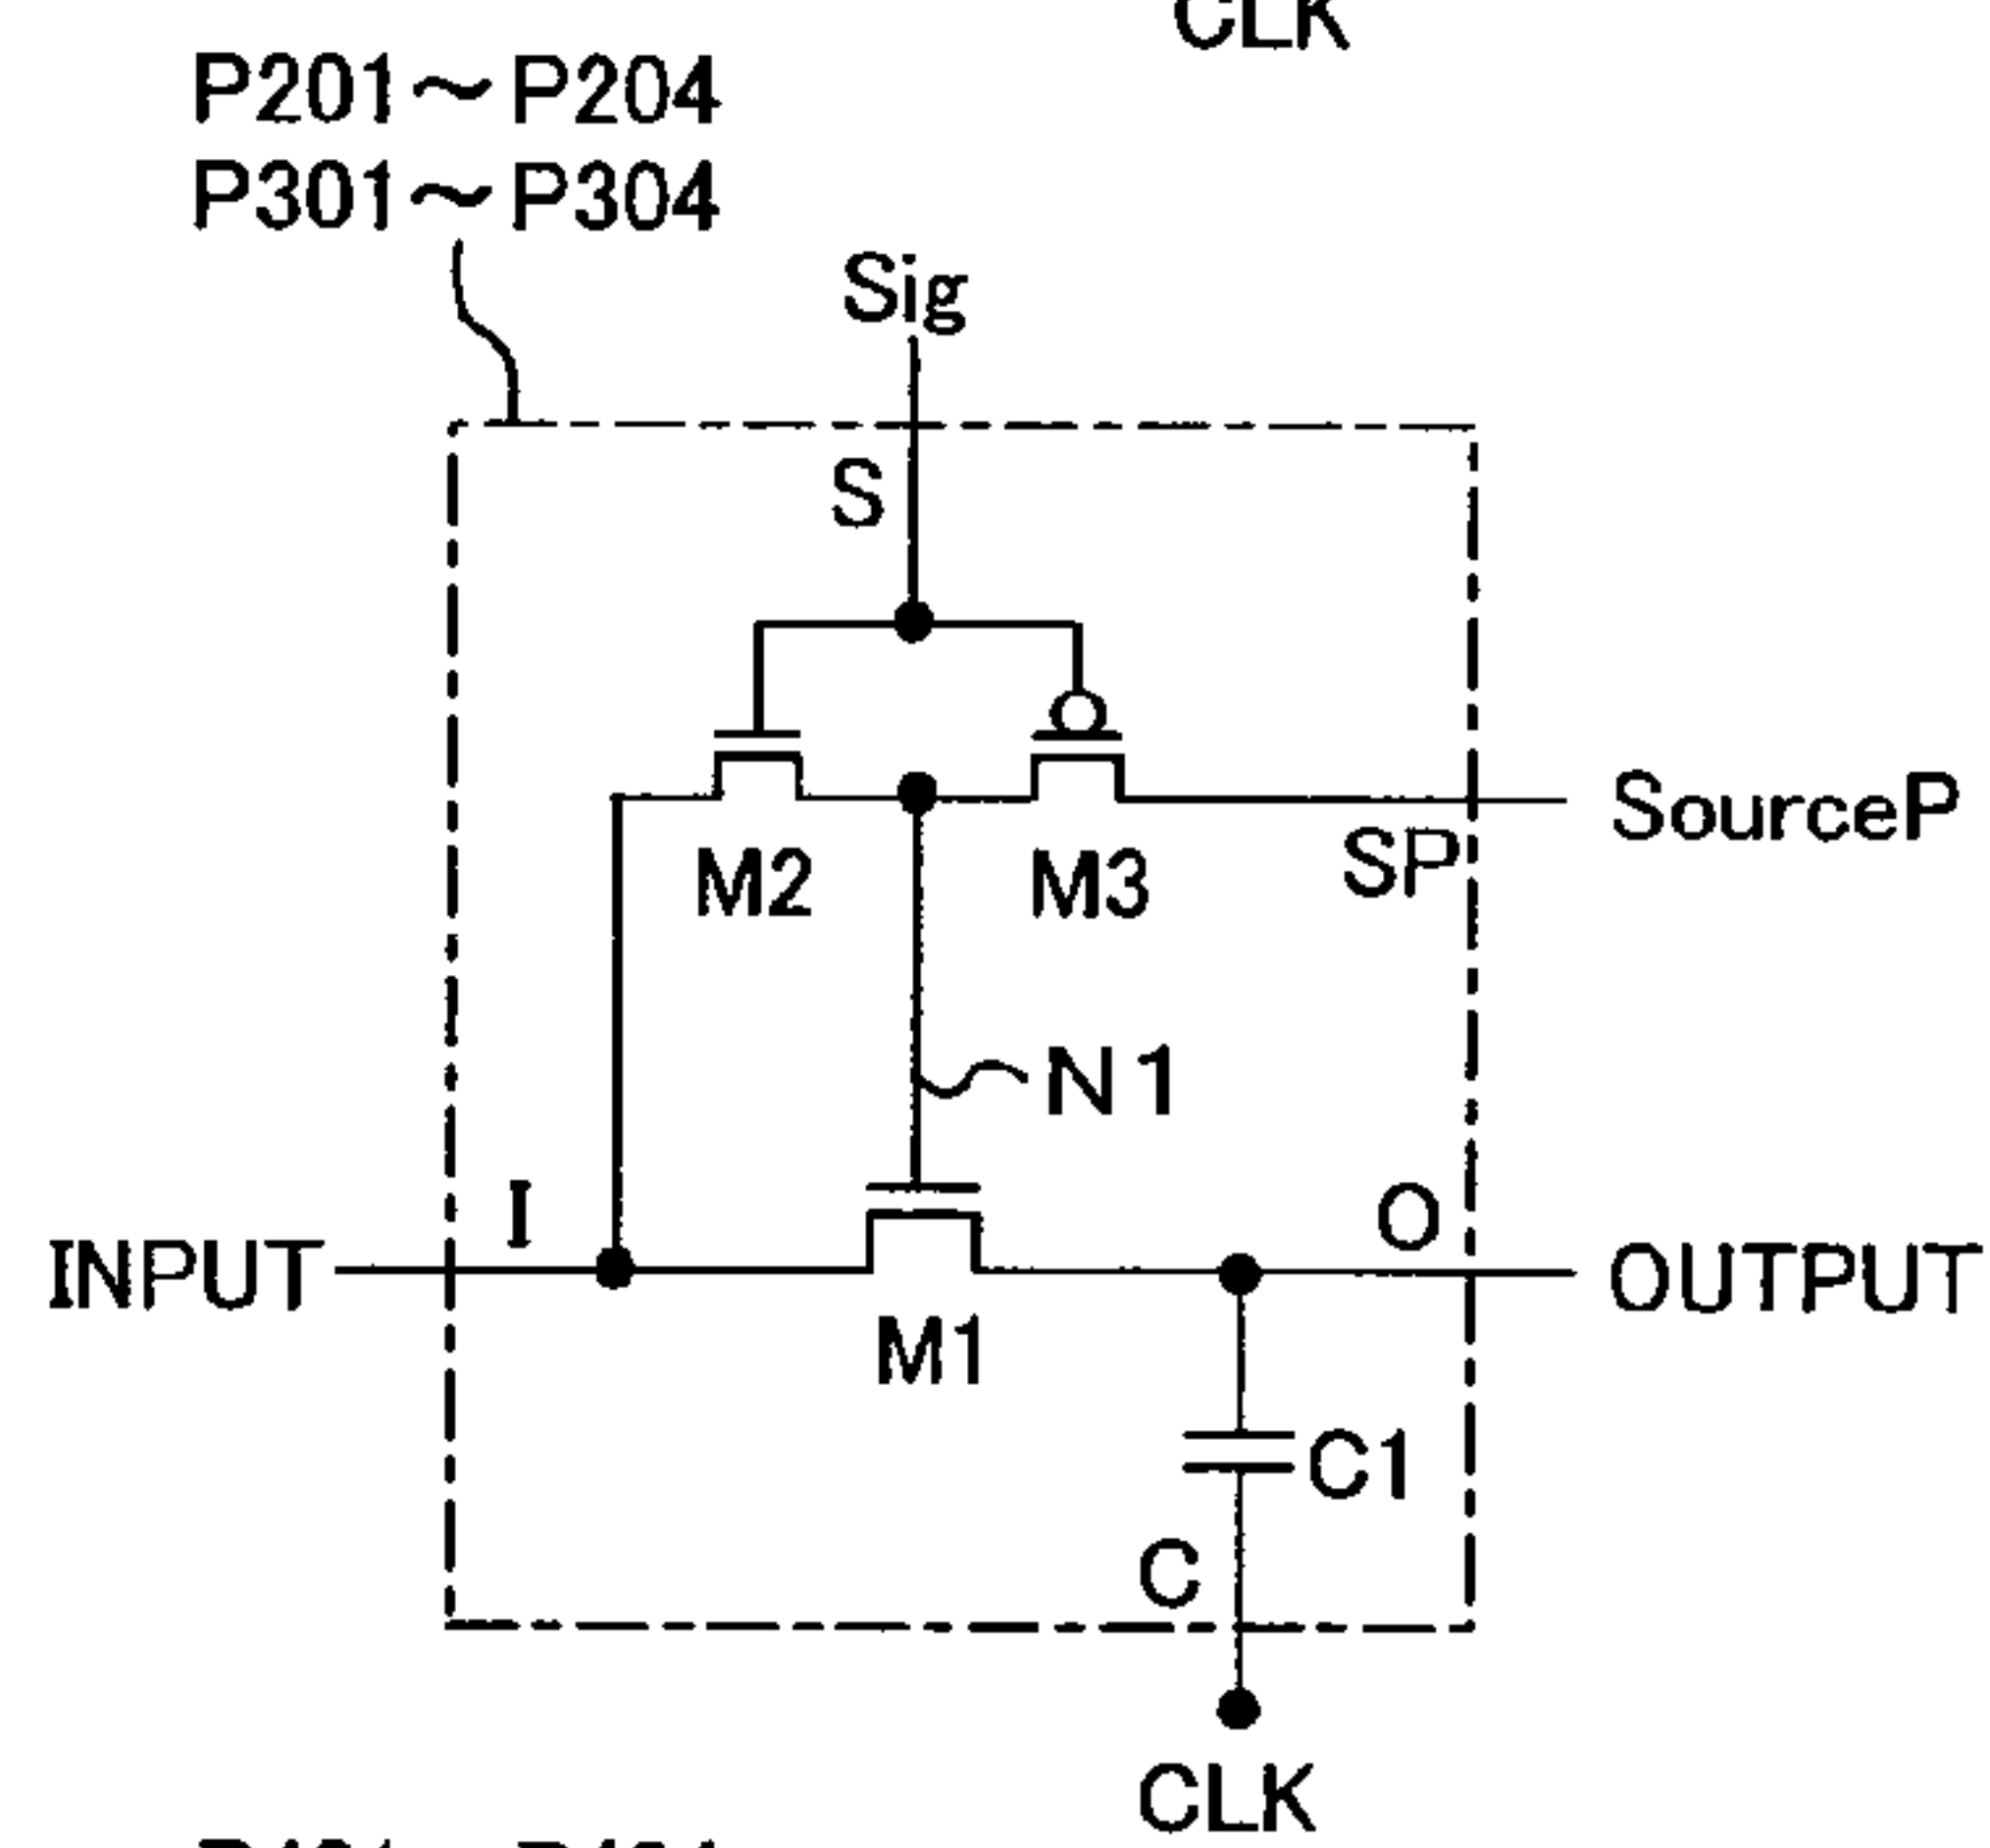 CLK
P201~P204
P301~P304
Sig
S
M2
M3
SourceP
SP
N1
I
O
INPUT
OUTPUT
M1
C1
C
CLK